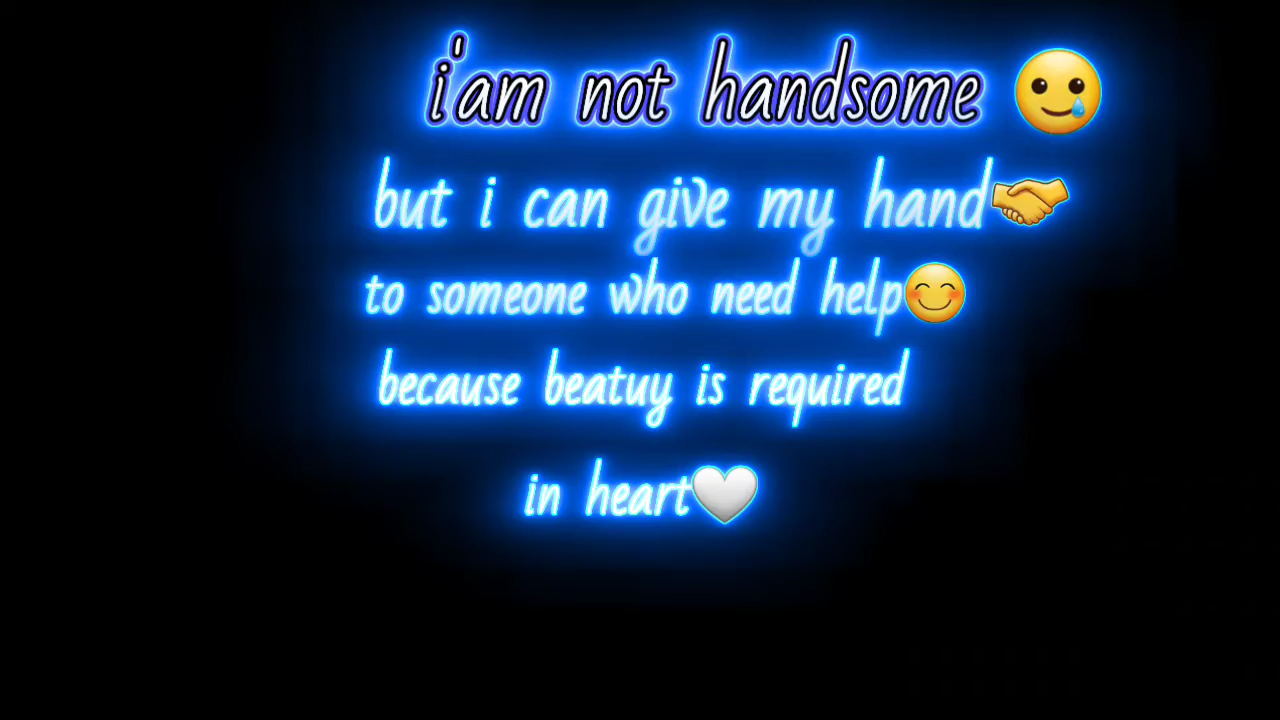 i'am not handsome 🥲
but i can give my hand🤝
to someone who need help😊
because beatuy is required
in heart🤍